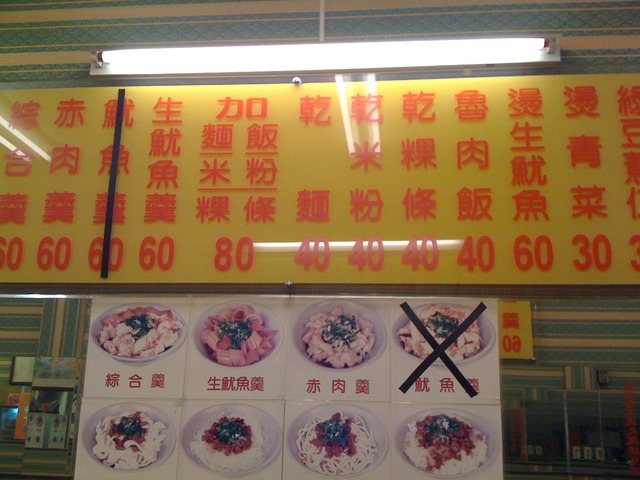 綜合羹 60
赤肉羹 60
魷魚羹 60
生魷魚羹 60
加麵飯米粉粿條 80
乾麵 40
乾米粉 40
乾粿條 40
魯肉飯 40
燙生魷魚 60
燙青菜 30
綜合羹
生魷魚羹
赤肉羹
魷魚羹